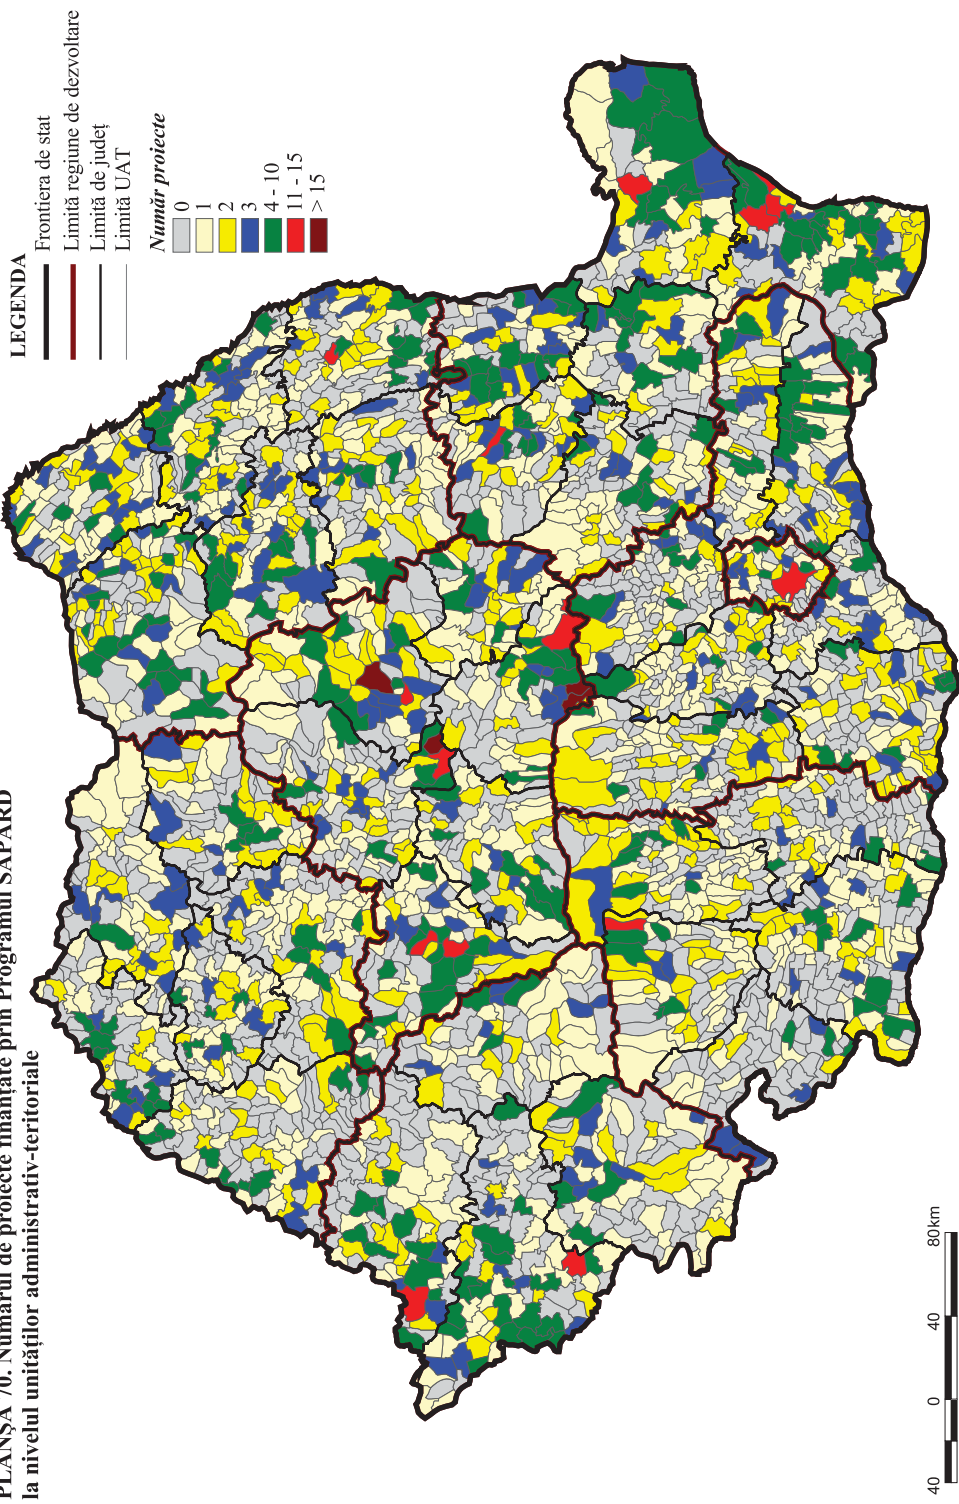 PLANȘA 70. Numărul de proiecte finanțate prin Programul SAPARD
la nivelul unităților administrativ-teritoriale
LEGENDA
Frontiera de stat
Limită regiune de dezvoltare
Limită de județ
Limită UAT
Număr proiecte
0
1
2
3
4 - 10
11 - 15
> 15
40 0 40 80km